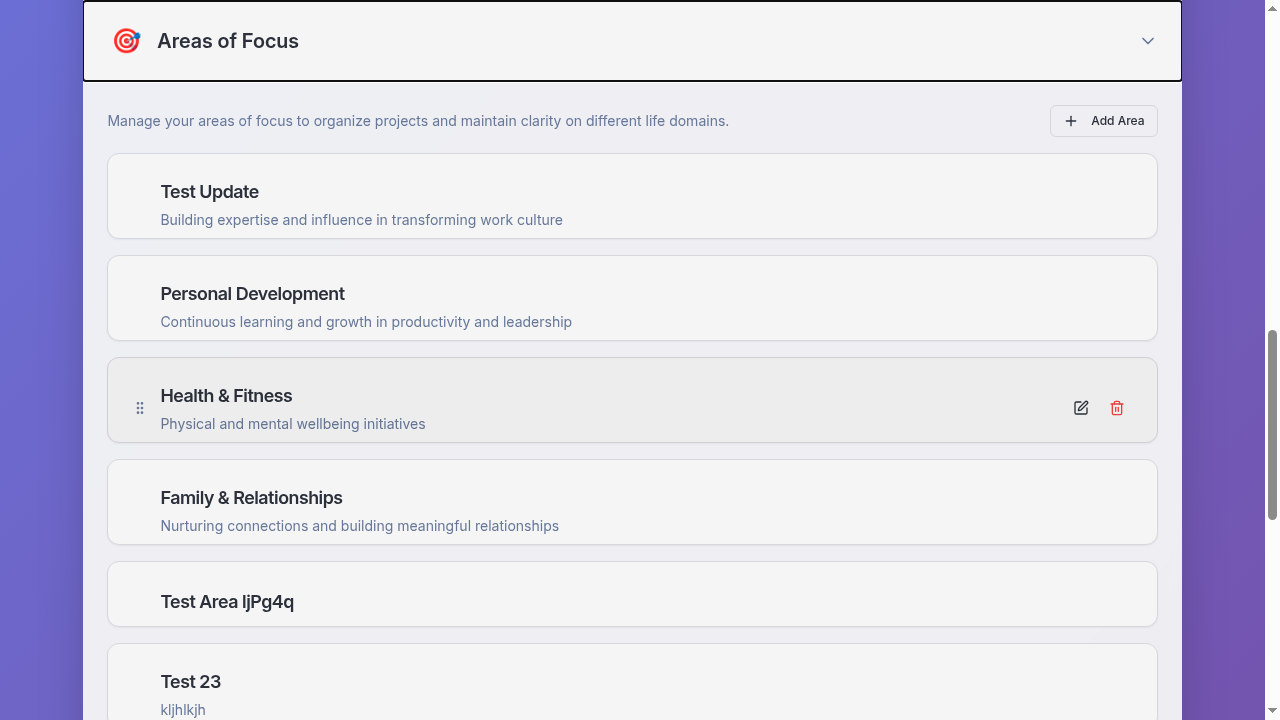 Areas of Focus
Manage your areas of focus to organize projects and maintain clarity on different life domains.
Add Area
Test Update
Building expertise and influence in transforming work culture
Personal Development
Continuous learning and growth in productivity and leadership
Health & Fitness
Physical and mental wellbeing initiatives
Family & Relationships
Nurturing connections and building meaningful relationships
Test Area ljPg4q
Test 23
kljhlkjh